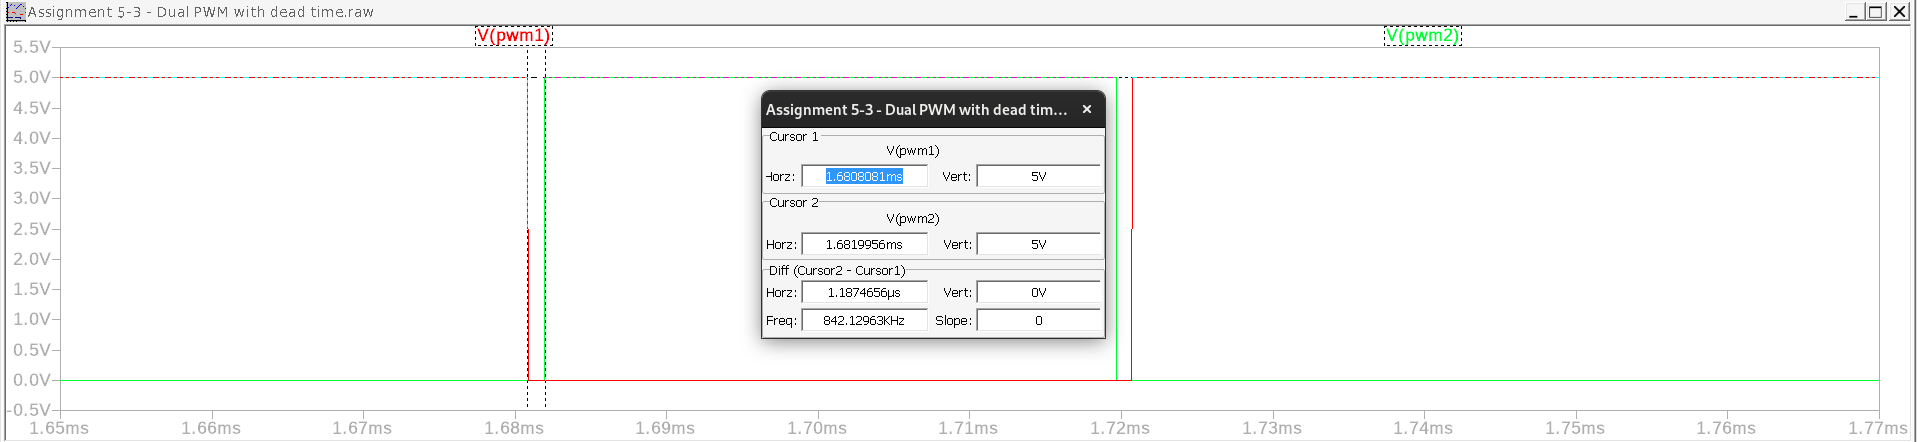 Assignment 5-3 - Dual PWM with dead time.raw
V(pwm1) V(pwm2)
5.5V
5.0V
4.5V
4.0V
3.5V
3.0V
2.5V
2.0V
1.5V
1.0V
0.5V
0.0V
-0.5V
Assignment 5-3 - Dual PWM with dead tim...
Cursor 1
V(pwm1)
Horz: 1.6808081ms Vert: 5V
Cursor 2
V(pwm2)
Horz: 1.6819956ms Vert: 5V
Diff (Cursor2 - Cursor1)
Horz: 1.1874656µs Vert: 0V
Freq: 842.12963KHz Slope: 0
1.65ms 1.66ms 1.67ms 1.68ms 1.69ms 1.70ms 1.71ms 1.72ms 1.73ms 1.74ms 1.75ms 1.76ms 1.77ms